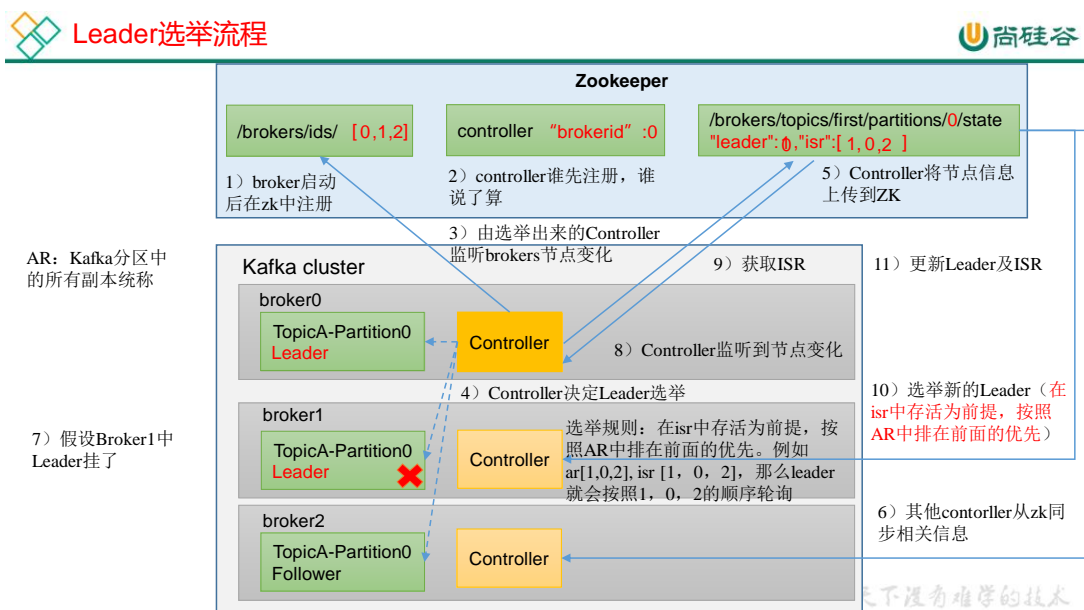 Leader选举流程
尚硅谷
Zookeeper
/brokers/ids/ [0,1,2]
controller “brokerid” :0
/brokers/topics/first/partitions/0/state
"leader": ,"isr":[ 1,0,2 ]
1）broker启动
后在zk中注册
2）controller谁先注册，谁
说了算
5）Controller将节点信息
上传到ZK
3）由选举出来的Controller
监听brokers节点变化
AR：Kafka分区中
的所有副本统称
Kafka cluster
9）获取ISR
11）更新Leader及ISR
broker0
TopicA-Partition0
Leader
Controller
8）Controller监听到节点变化
4）Controller决定Leader选举
10）选举新的Leader（在
isr中存活为前提，按照
AR中排在前面的优先）
7）假设Broker1中
Leader挂了
broker1
TopicA-Partition0
Leader
Controller
选举规则：在isr中存活为前提，按
照AR中排在前面的优先。例如
ar[1,0,2], isr [1，0，2]，那么leader
就会按照1，0，2的顺序轮询
6）其他contorller从zk同
步相关信息
broker2
TopicA-Partition0
Follower
Controller
天下没有难学的技术